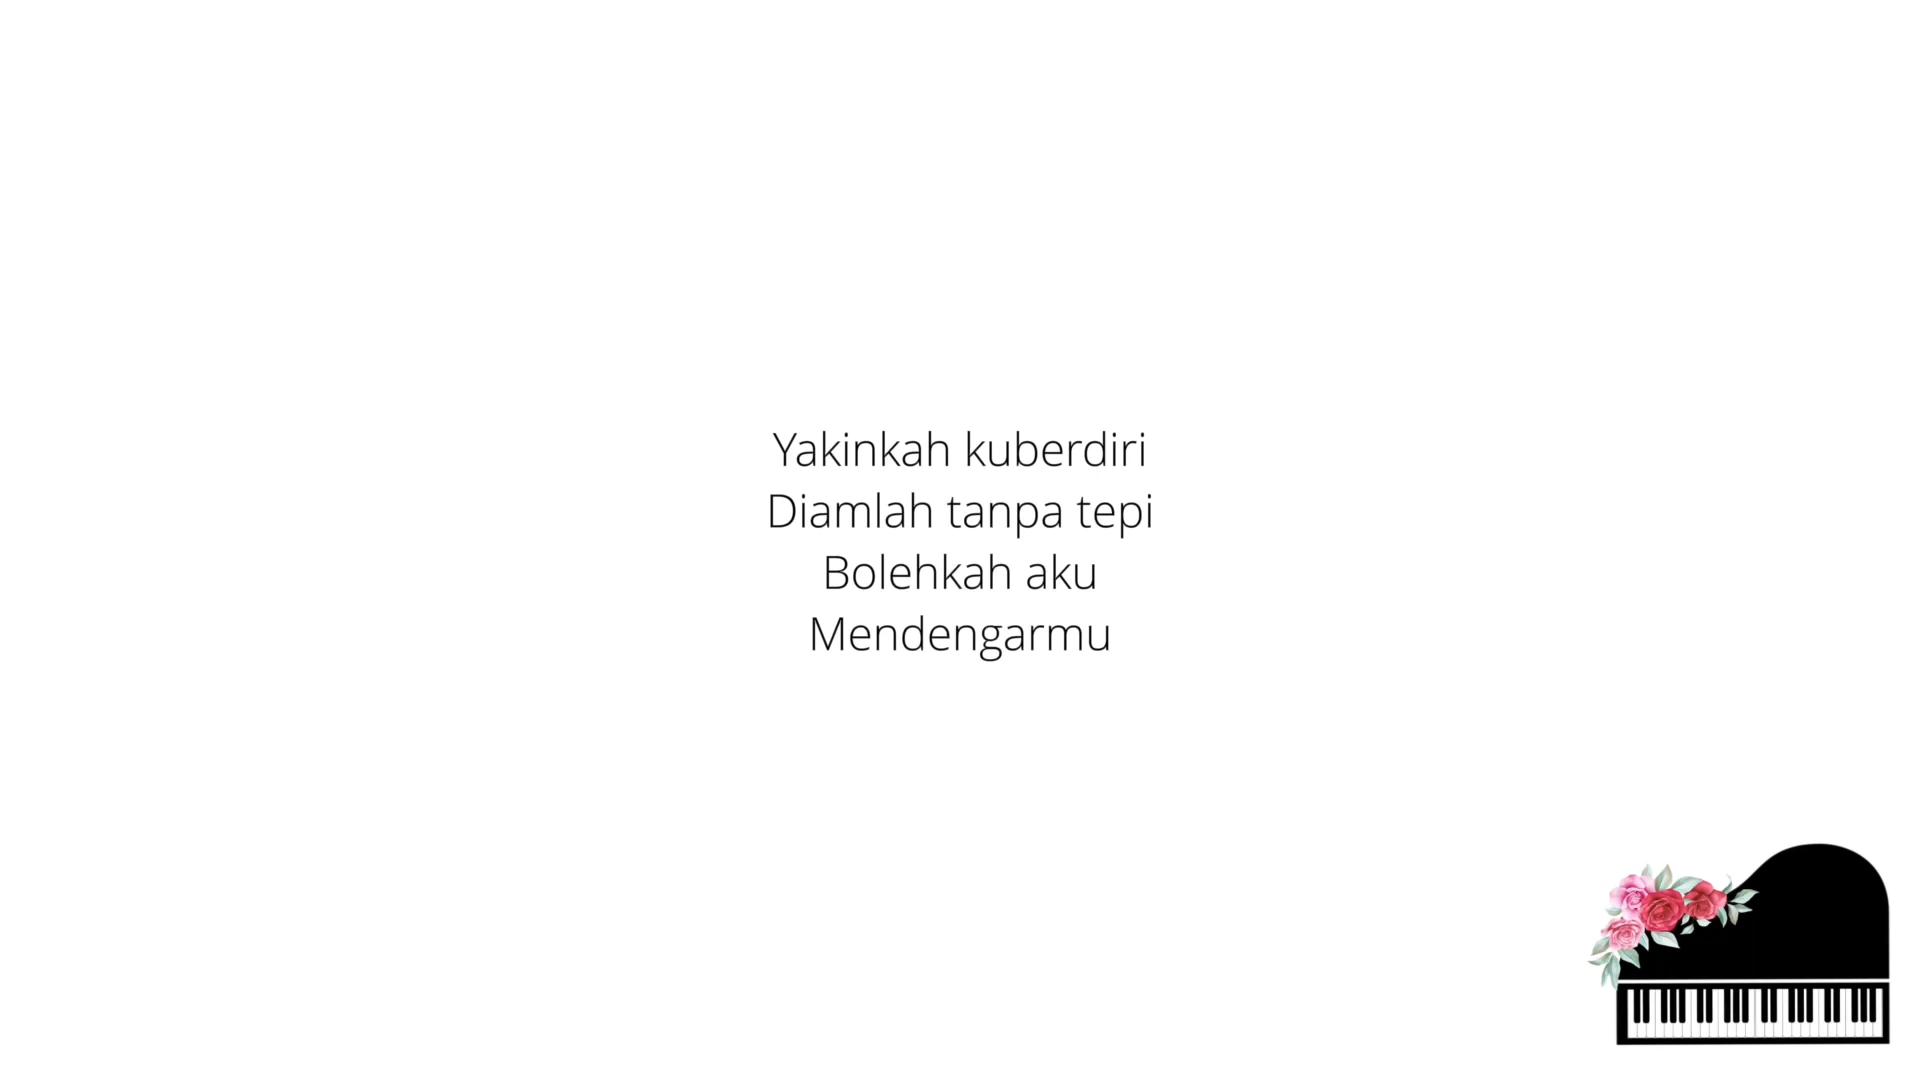 Yakinkah kuberdiri
Diamlah tanpa tepi
Bolehkah aku
Mendengarmu